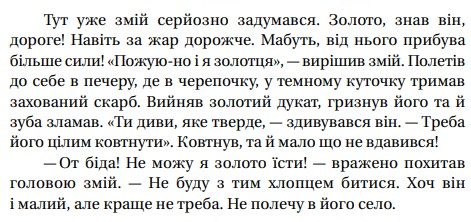 Тут уже змій серйозно задумався. Золото, знав він,
дороге! Навіть за жар дорожче. Мабуть, від нього прибува
більше сили! «Пожую-но і я золотця», — вирішив змій. Полетів
до себе в печеру, де в черепочку, у темному куточку тримав
захований скарб. Вийняв золотий дукат, гризнув його та й
зуба зламав. «Ти диви, яке тверде, — здивувався він. — Треба
його цілим ковтнути». Ковтнув, та й мало що не вдавився!
— От біда! Не можу я золото їсти! — вражено похитав
головою змій. — Не буду з тим хлопцем битися. Хоч він
і малий, але краще не треба. Не полечу в його село.